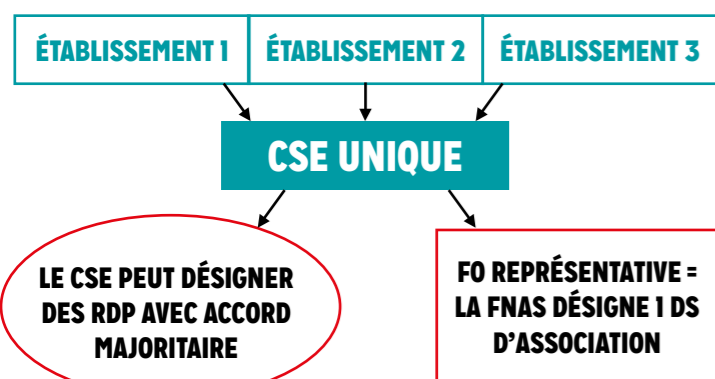 ÉTABLISSEMENT 1 ÉTABLISSEMENT 2 ÉTABLISSEMENT 3
CSE UNIQUE
LE CSE PEUT DÉSIGNER
DES RDP AVEC ACCORD
MAJORITAIRE
FO REPRÉSENTATIVE =
LA FNAS DÉSIGNE 1 DS
D’ASSOCIATION